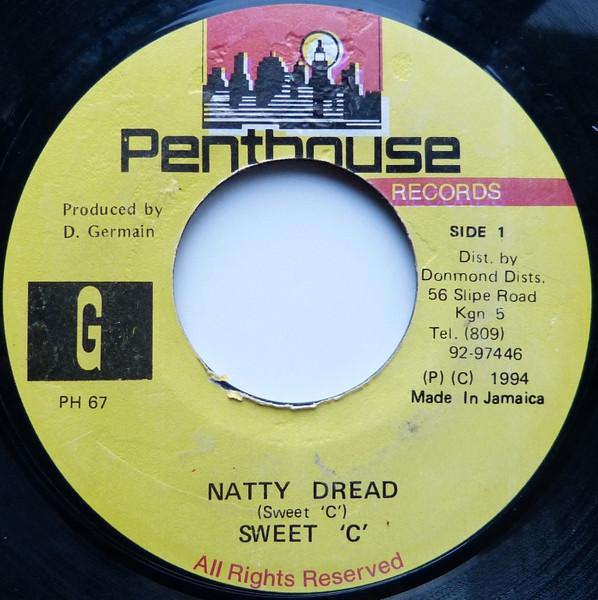 Penthouse
RECORDS
Produced by
D. Germain
SIDE 1
Dist. by
Donmond Dists.
56 Slipe Road
Kgn 5
Tel. (809)
92-97446
(P) (C) 1994
Made In Jamaica
G
PH 67
NATTY DREAD
(Sweet 'C')
SWEET 'C'
All Rights Reserved